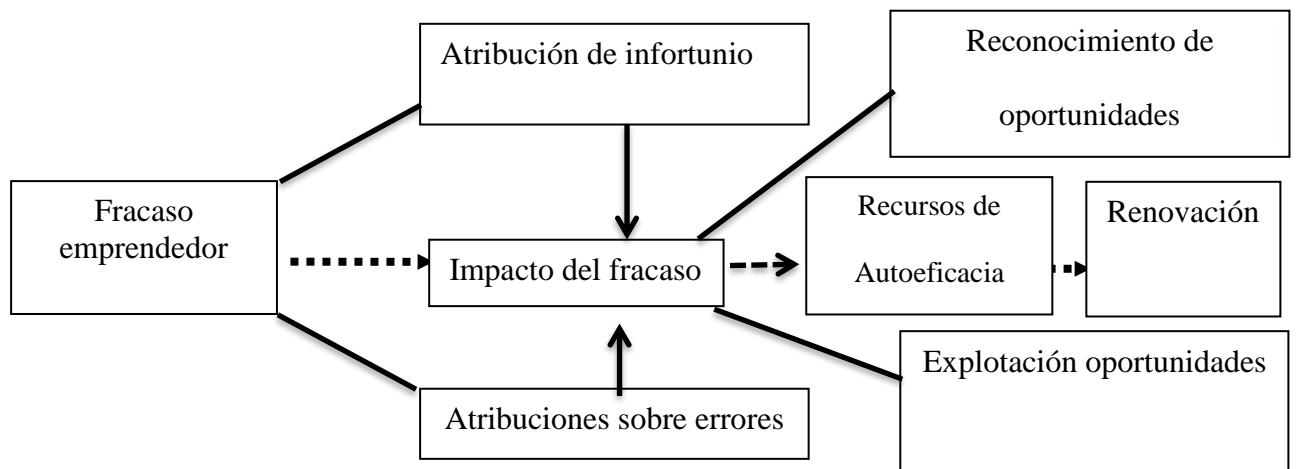 Atribución de infortunio
Reconocimiento de
oportunidades
Fracaso
emprendedor
Impacto del fracaso
Recursos de
Autoeficacia
Renovación
Explotación oportunidades
Atribuciones sobre errores